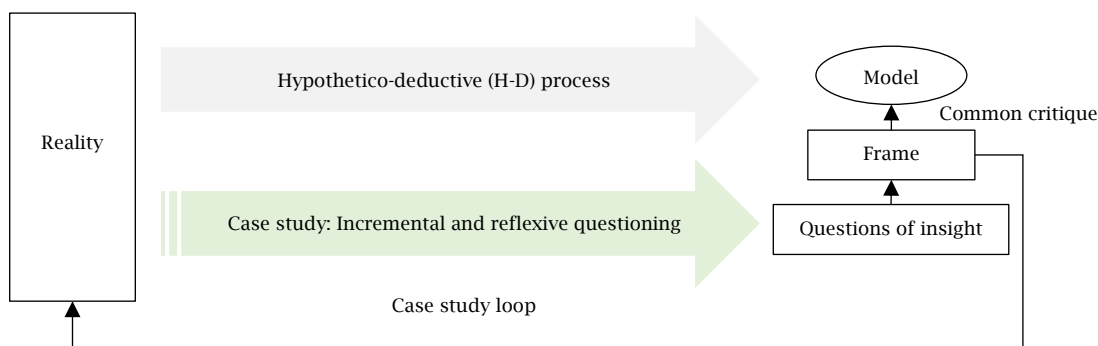 Hypothetico-deductive (H-D) process
Model
Common critique
Reality
Frame
Case study: Incremental and reflexive questioning
Questions of insight
Case study loop